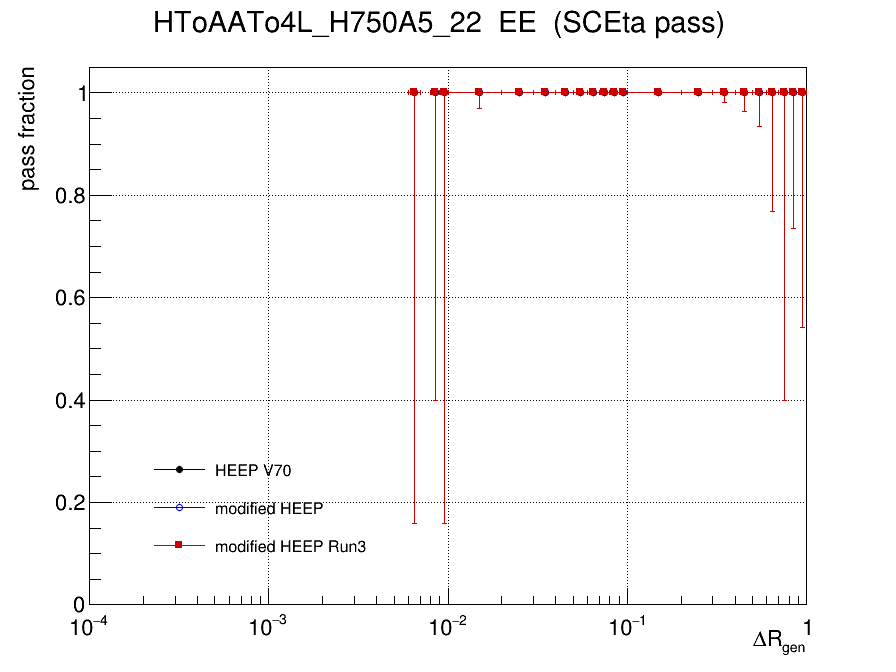 HToAATo4L_H750A5_22 EE (SCEta pass)
pass fraction
1
0.8
0.6
0.4
0.2
0
HEEP V70
modified HEEP
modified HEEP Run3
10⁻⁴ 10⁻³ 10⁻² 10⁻¹ 1
ΔR_gen